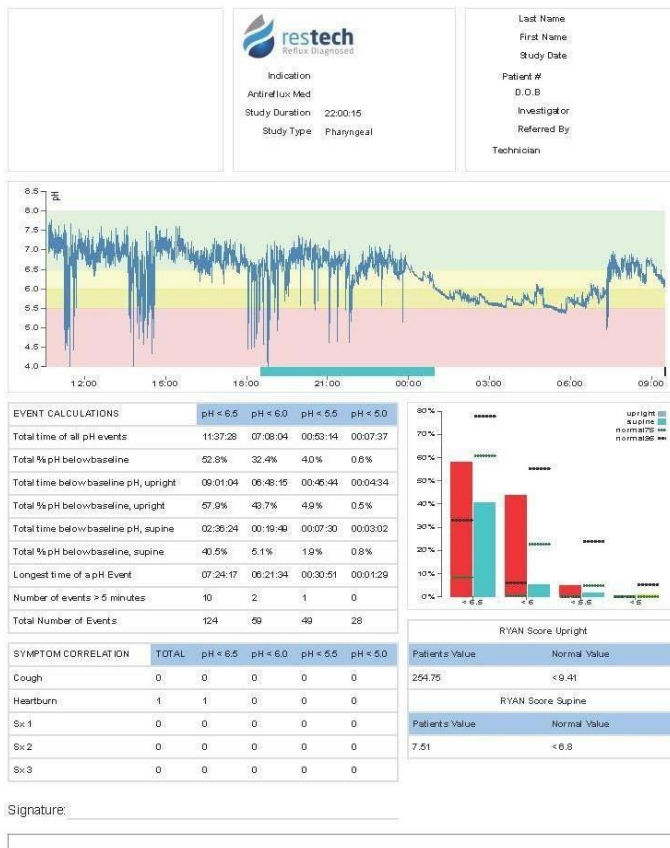 restech
Reflux Diagnosed
Indication
Antireflux Med
Study Duration 22:00:15
Study Type Pharyngeal
Last Name
First Name
Study Date
Patient #
D.O.B
Investigator
Referred By
Technician
pH
8.5
8.0
7.5
7.0
6.5
6.0
5.5
5.0
4.5
4.0
12:00 15:00 18:00 21:00 00:00 03:00 06:00 09:00
EVENT CALCULATIONS pH < 6.5 pH < 6.0 pH < 5.5 pH < 5.0
Total time of all pH events 11:37:28 07:08:04 00:53:14 00:07:37
Total % pH below baseline 52.8% 32.4% 4.0% 0.6%
Total time below baseline pH, upright 09:01:04 06:48:15 00:45:44 00:04:34
Total % pH below baseline, upright 57.9% 43.7% 4.9% 0.5%
Total time below baseline pH, supine 02:36:24 00:19:49 00:07:30 00:03:02
Total % pH below baseline, supine 40.5% 5.1% 1.9% 0.8%
Longest time of a pH Event 07:24:17 06:21:34 00:30:51 00:01:29
Number of events > 5 minutes 10 2 1 0
Total Number of Events 124 59 49 28
SYMPTOM CORRELATION TOTAL pH < 6.5 pH < 6.0 pH < 5.5 pH < 5.0
Cough 0 0 0 0 0
Heartburn 1 1 0 0 0
Sx 1 0 0 0 0 0
Sx 2 0 0 0 0 0
Sx 3 0 0 0 0 0
80%
70%
60%
50%
40%
30%
20%
10%
0%
upright
supine
normal75
normal95
< 6.5 < 6 < 5.5 < 5
RYAN Score Upright
Patients Value Normal Value
254.75 < 9.41
RYAN Score Supine
Patients Value Normal Value
7.51 < 6.8
Signature: